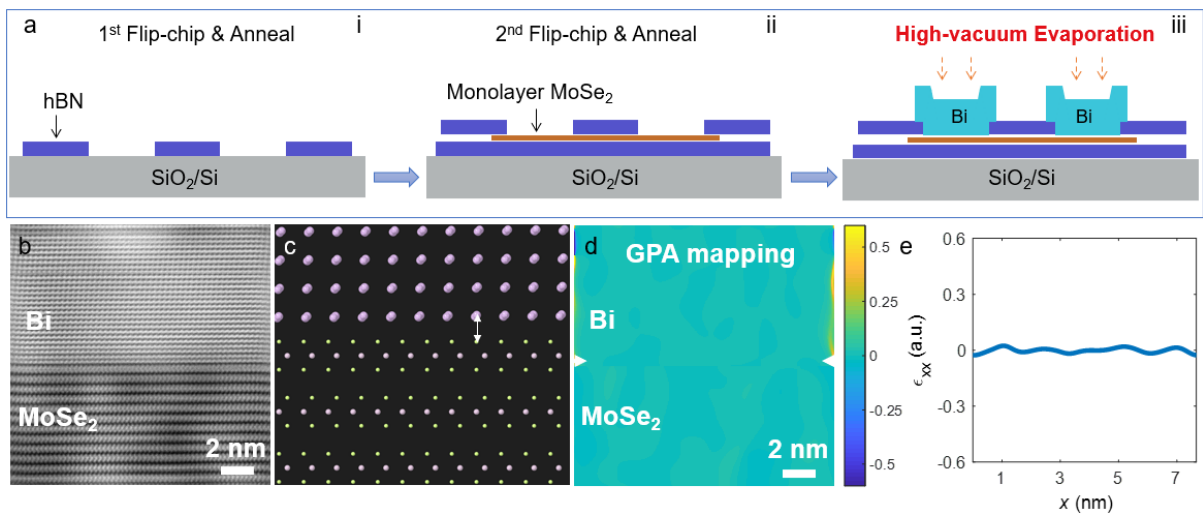 a
1st Flip-chip & Anneal
i
hBN
SiO2/Si
2nd Flip-chip & Anneal
ii
Monolayer MoSe2
SiO2/Si
High-vacuum Evaporation
iii
Bi
Bi
SiO2/Si
b
Bi
MoSe2
2 nm
c
d
GPA mapping
Bi
MoSe2
2 nm
0.5
0.25
0
-0.25
-0.5
e
0.6
0.3
0
-0.3
-0.6
ϵxx (a.u.)
1
3
5
7
x (nm)